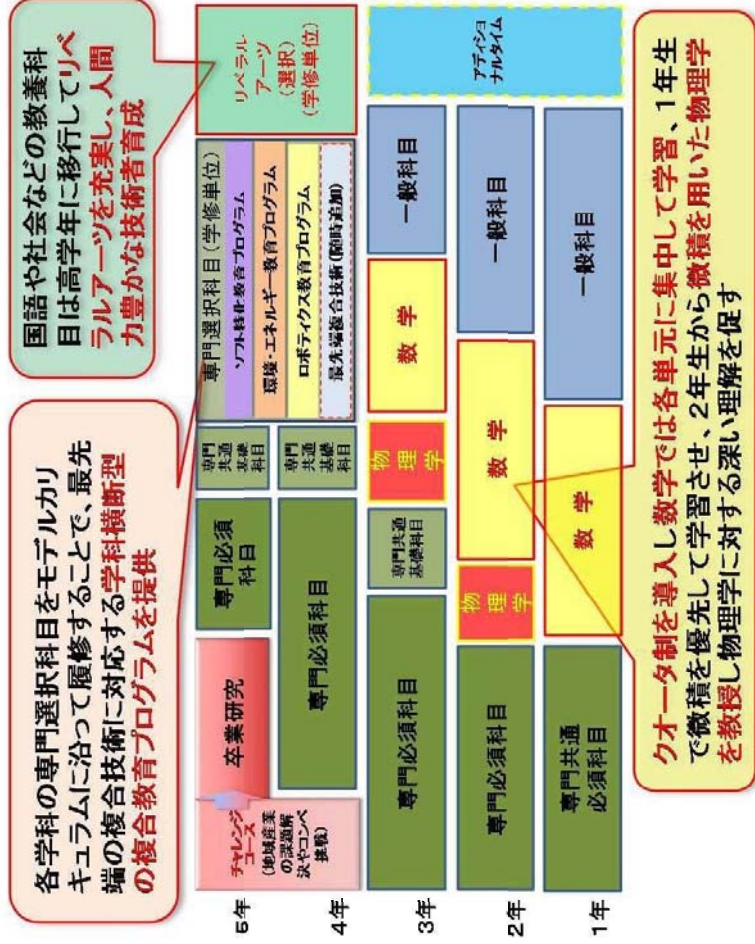 各学科の専門選択科目をモデルカリ
キュラムに沿って履修することで、最先
端の複合技術に対応する学科横断型
の複合教育プログラムを提供
国語や社会などの教養科
目は高学年に移行してリベ
ラルアーツを充実し、人間
力豊かな技術者育成
5年
チャレンジ
コース
(地域産業
の課題解
決やコンペ
挑戦)
卒業研究
専門必須
科目
専門
共通
基礎
科目
専門選択科目(学修単位)
ソフト特化教育プログラム
環境・エネルギー教育プログラム
ロボティクス教育プログラム
最先端複合技術(随時追加)
リベラル
アーツ
(選択)
(学修単位)
4年
専門必須科目
専門
共通
基礎
科目
3年
専門必須科目
専門共通
基礎科目
物理
学
数 学
一般科目
アディショ
ナルタイム
2年
専門必須科目
物理
学
数 学
一般科目
1年
専門共通
必須科目
数 学
一般科目
クオータ制を導入し数学では各単元に集中して学習、1年生
で微積を優先して学習させ、2年生から微積を用いた物理学
を教授し物理学に対する深い理解を促す